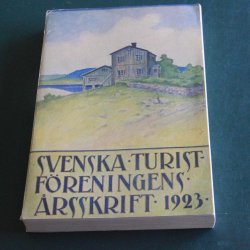 SVENSKA·TURIST-
FÖRENINGENS·
ÅRSSKRIFT·1923·